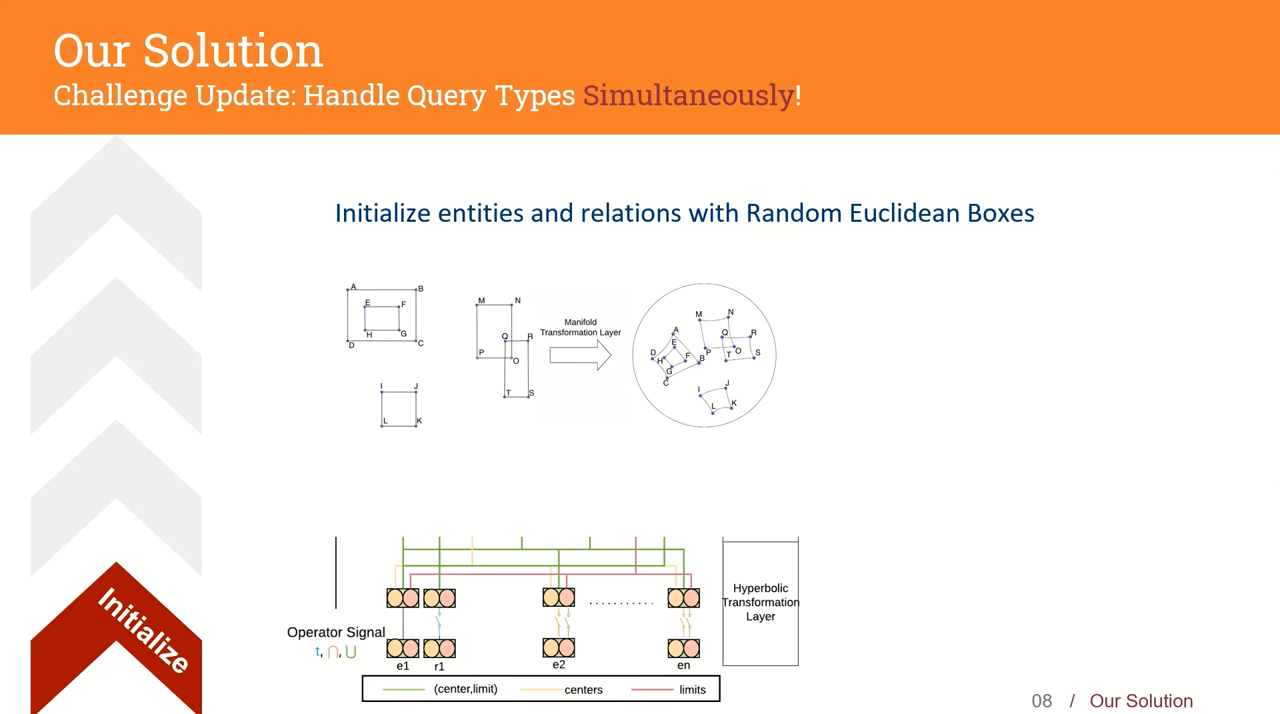 Our Solution
Challenge Update: Handle Query Types Simultaneously!
Initialize entities and relations with Random Euclidean Boxes
A B
E F
H G
D C
I J
L K
M N
Q R
P O
T S
Manifold
Transformation Layer
M N
A Q R
E
D H F B P T O S
G
C
I J
L K
Initialize
Operator Signal
t, ∩, ∪
e1 r1 e2 en
..........
Hyperbolic
Transformation
Layer
(center,limit) centers limits
08 / Our Solution